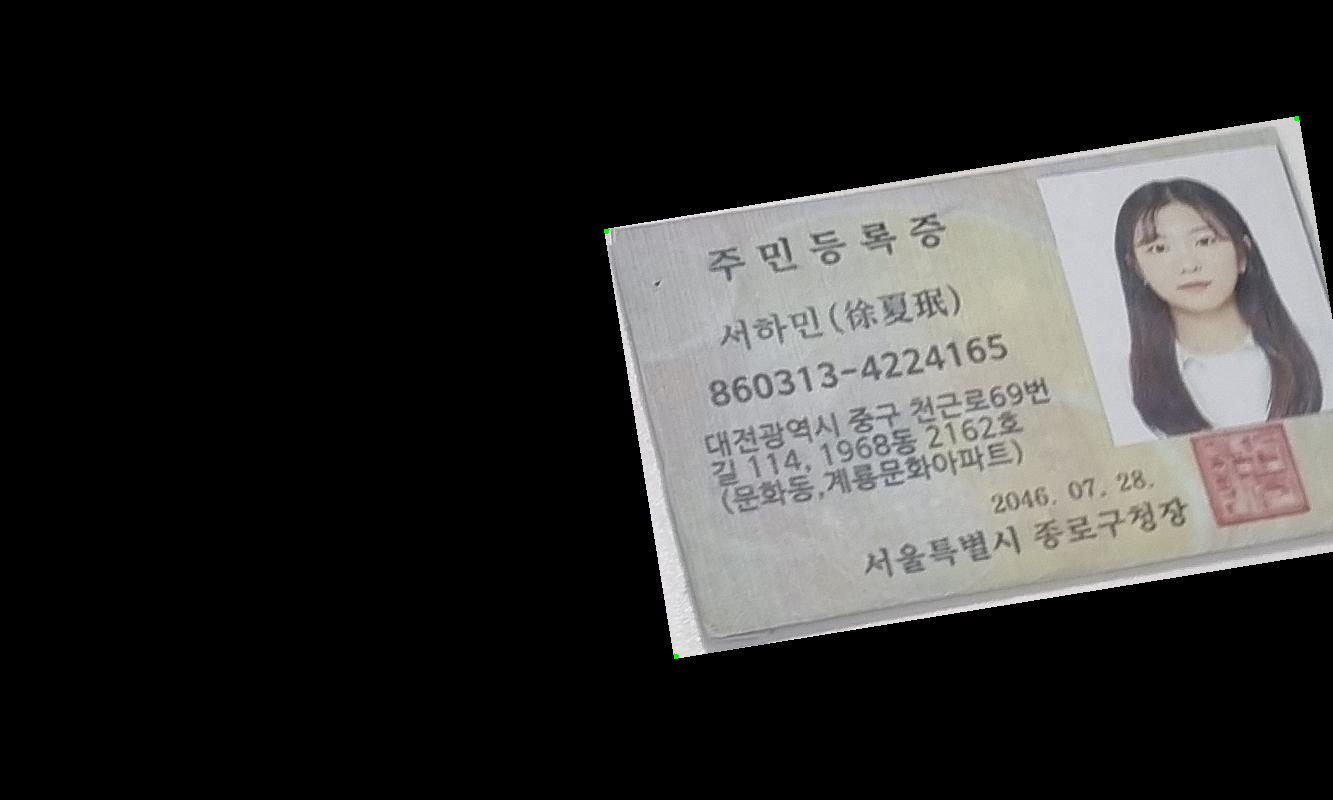 주민등록증
서하민(徐夏珉)
860313-4224165
대전광역시 중구 천근로69번
길 114, 1968동 2162호
(문화동,계룡문화아파트)
2046. 07. 28.
서울특별시 종로구청장